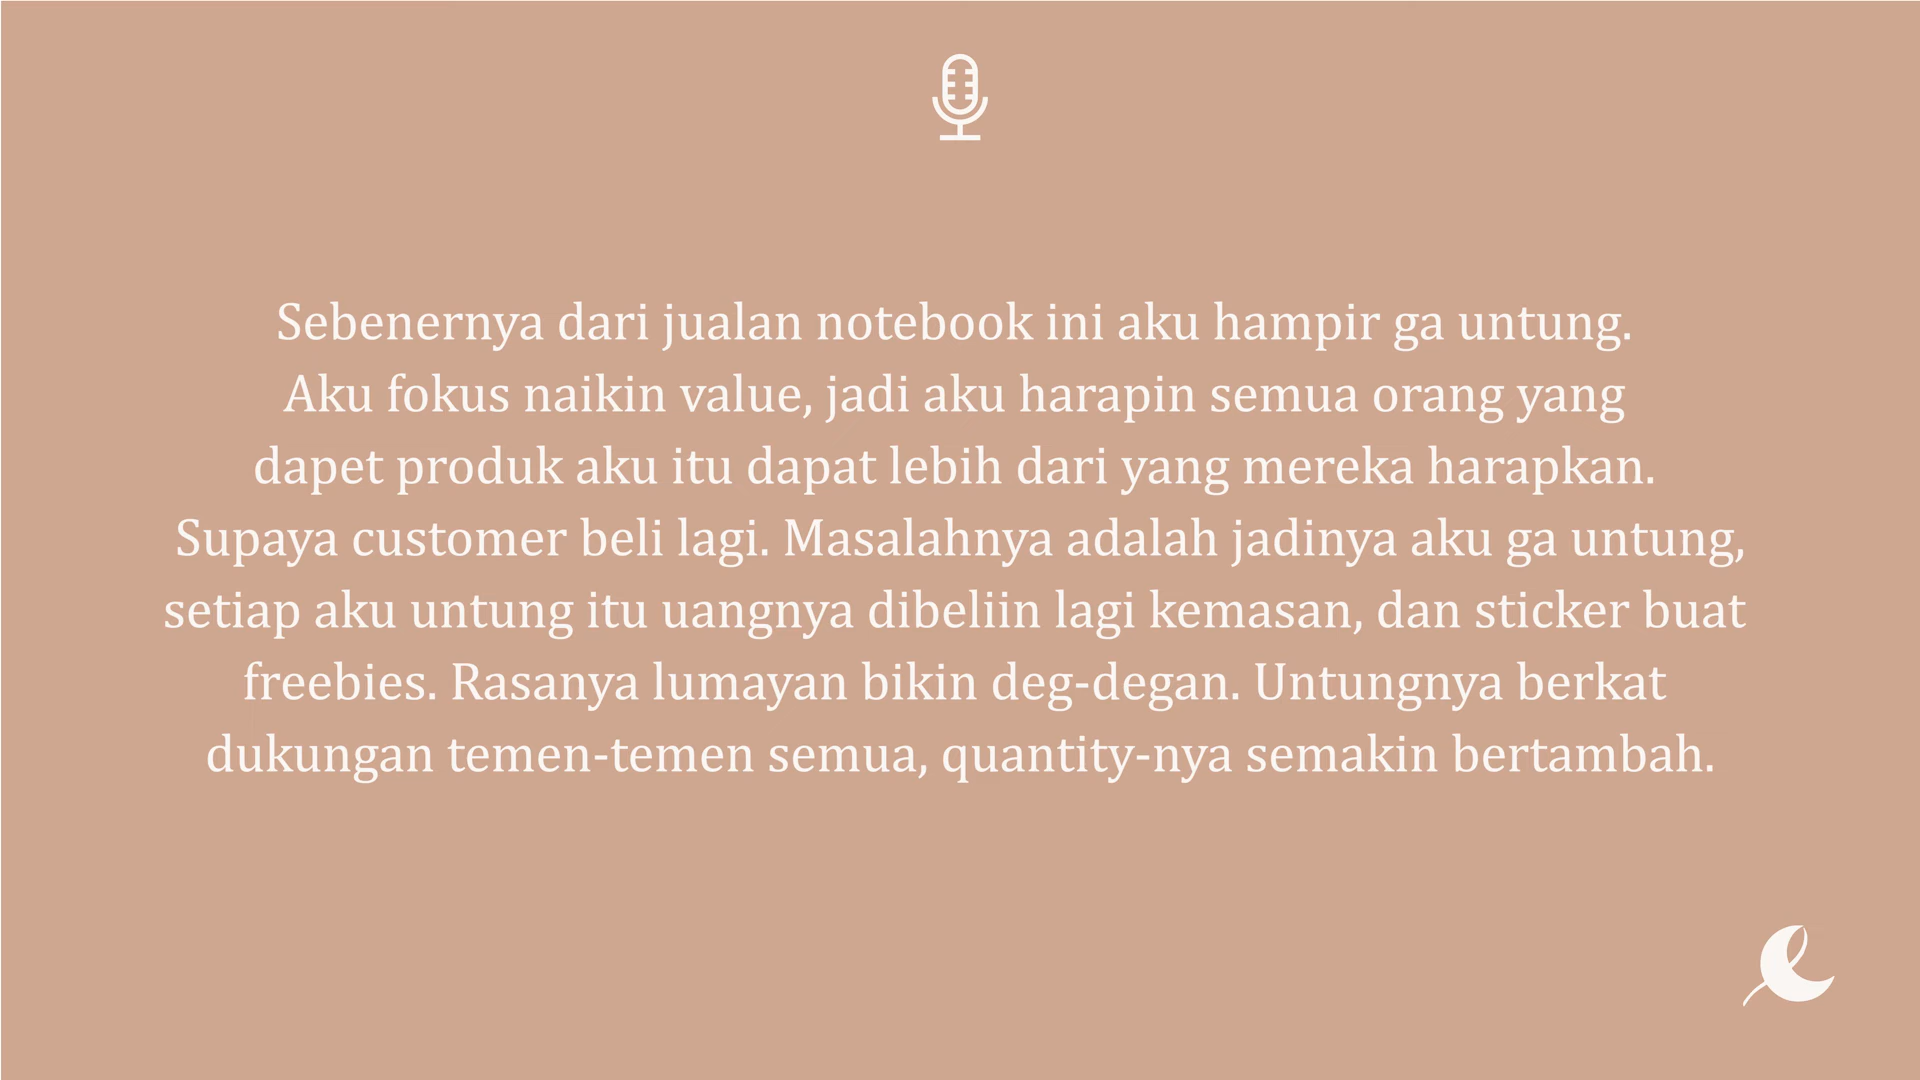 Sebenernya dari jualan notebook ini aku hampir ga untung.
Aku fokus naikin value, jadi aku harapin semua orang yang
dapet produk aku itu dapat lebih dari yang mereka harapkan.
Supaya customer beli lagi. Masalahnya adalah jadinya aku ga untung,
setiap aku untung itu uangnya dibeliin lagi kemasan, dan sticker buat
freebies. Rasanya lumayan bikin deg-degan. Untungnya berkat
dukungan temen-temen semua, quantity-nya semakin bertambah.